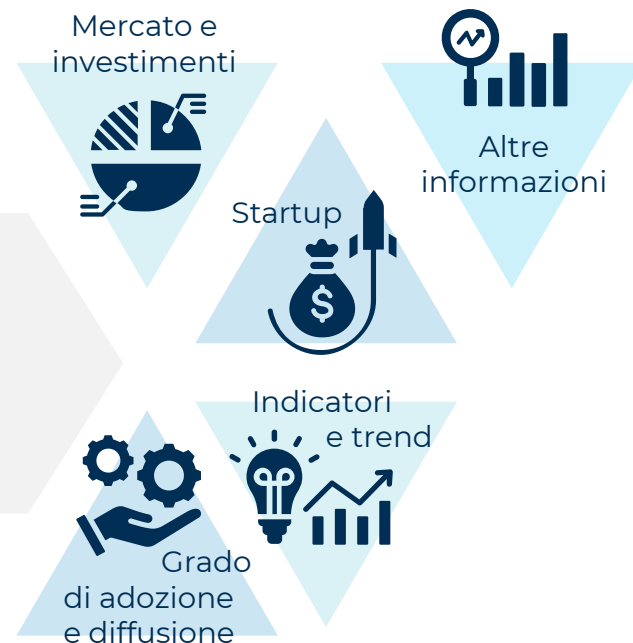 Mercato e
investimenti
Altre
informazioni
Startup
$
Indicatori
e trend
Grado
di adozione
e diffusione